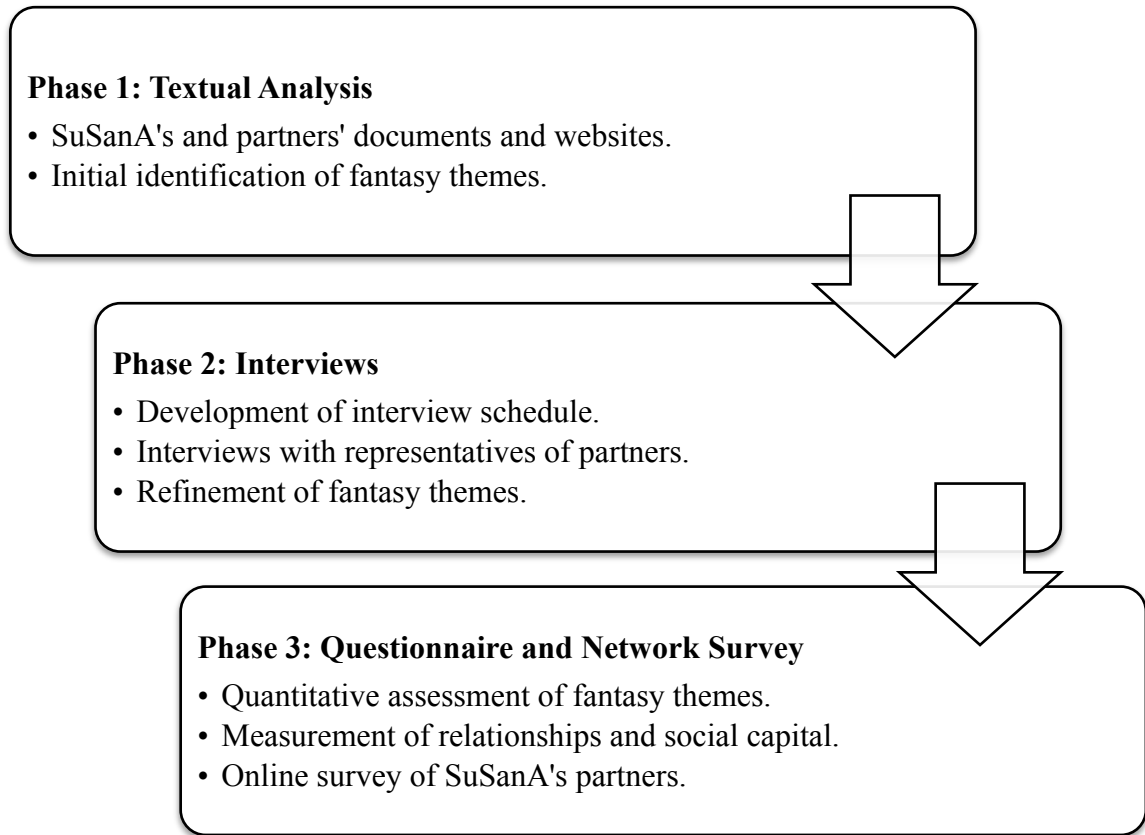 Phase 1: Textual Analysis
• SuSanA's and partners' documents and websites.
• Initial identification of fantasy themes.
Phase 2: Interviews
• Development of interview schedule.
• Interviews with representatives of partners.
• Refinement of fantasy themes.
Phase 3: Questionnaire and Network Survey
• Quantitative assessment of fantasy themes.
• Measurement of relationships and social capital.
• Online survey of SuSanA's partners.